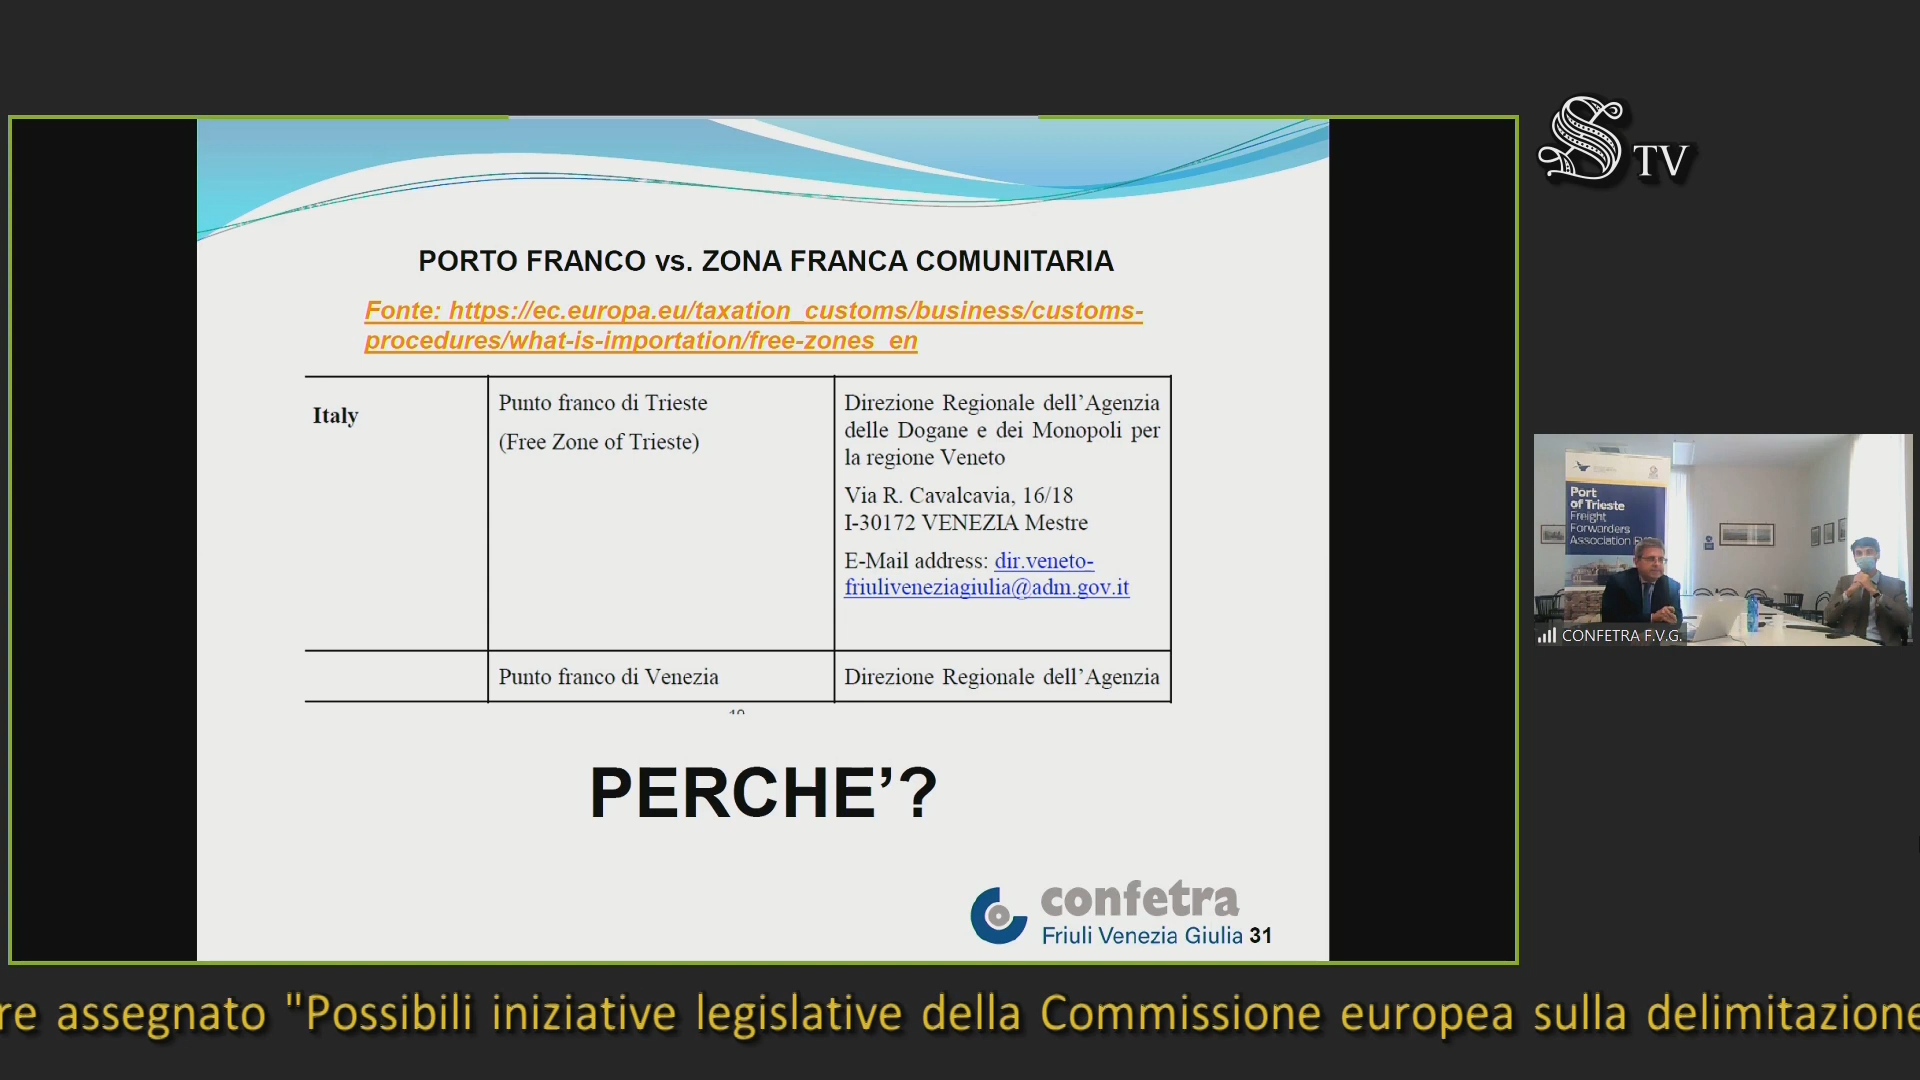 S TV
PORTO FRANCO vs. ZONA FRANCA COMUNITARIA
Fonte: https://ec.europa.eu/taxation_customs/business/customs-
procedures/what-is-importation/free-zones_en
Italy
Punto franco di Trieste
(Free Zone of Trieste)
Direzione Regionale dell’Agenzia
delle Dogane e dei Monopoli per
la regione Veneto
Via R. Cavalcavia, 16/18
I-30172 VENEZIA Mestre
E-Mail address: dir.veneto-
friuliveneziagiulia@adm.gov.it
Punto franco di Venezia
Direzione Regionale dell’Agenzia
PERCHE’?
confetra
Friuli Venezia Giulia 31
Port
of Trieste
Freight
Forwarders
Association
CONFETRA F.V.G.
re assegnato "Possibili iniziative legislative della Commissione europea sulla delimitazione